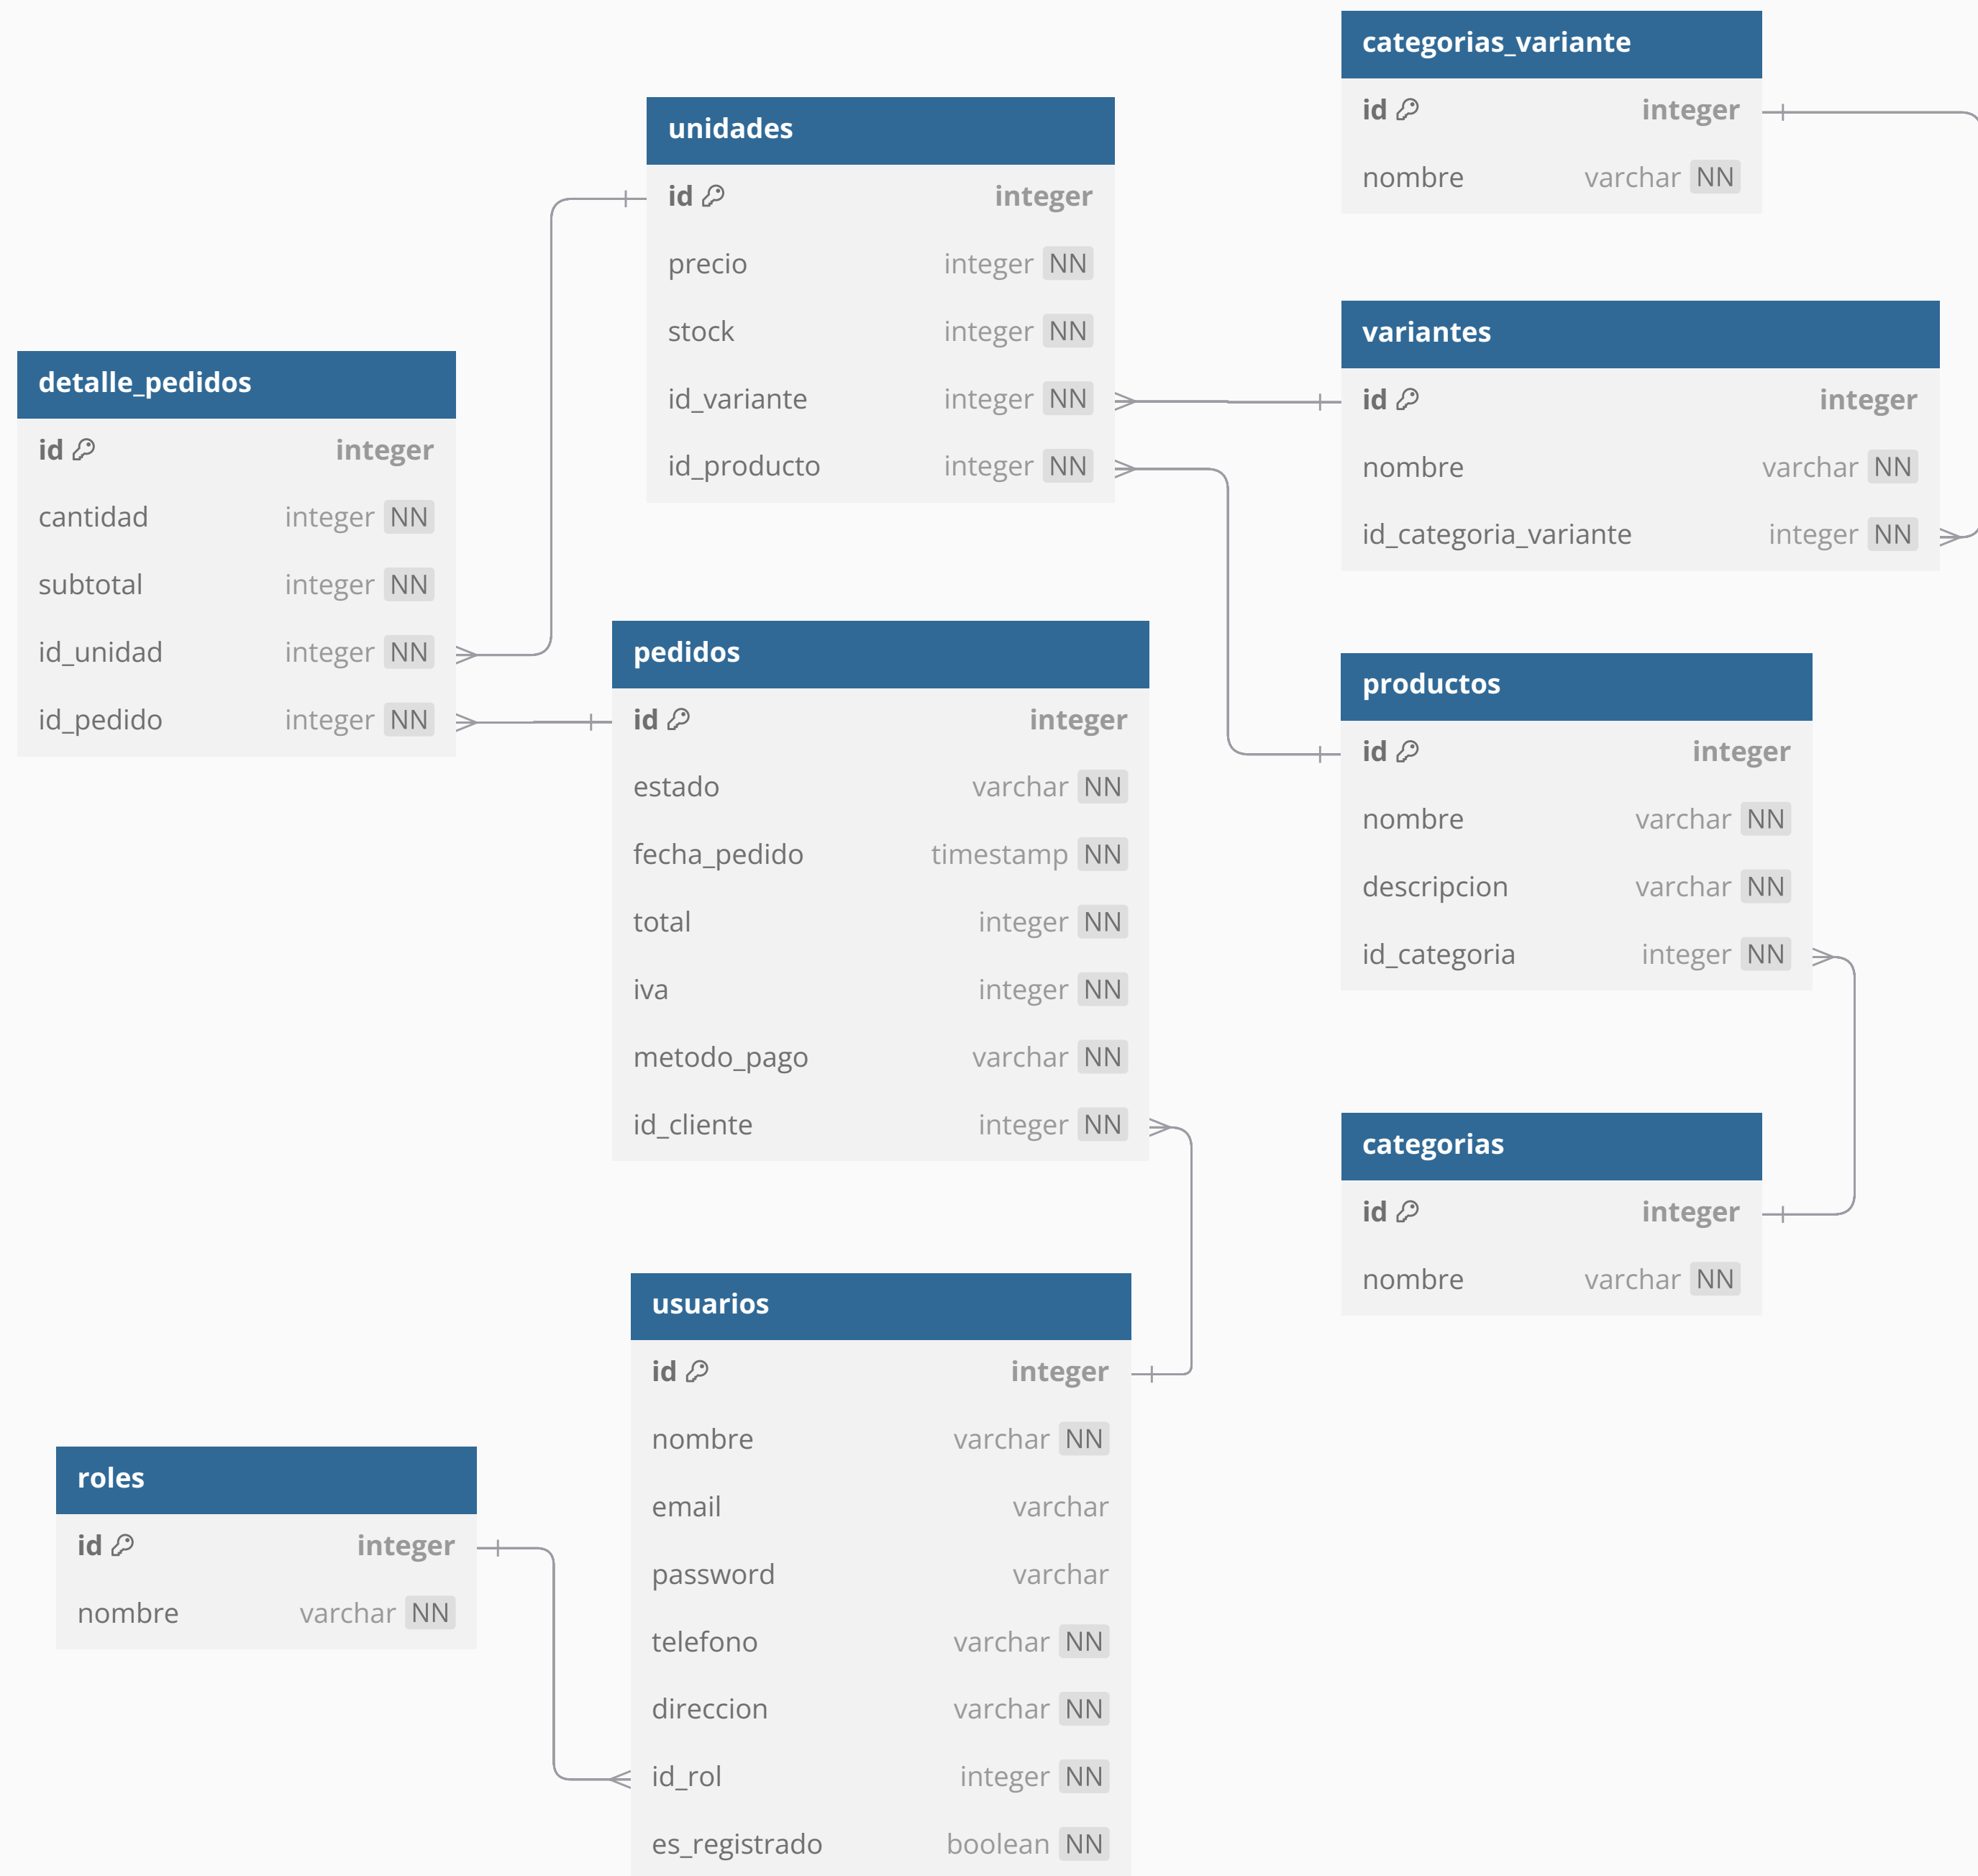 categorias_variante
id integer
nombre varchar NN
unidades
id integer
precio integer NN
stock integer NN
id_variante integer NN
id_producto integer NN
variantes
id integer
nombre varchar NN
id_categoria_variante integer NN
detalle_pedidos
id integer
cantidad integer NN
subtotal integer NN
id_unidad integer NN
id_pedido integer NN
pedidos
id integer
estado varchar NN
fecha_pedido timestamp NN
total integer NN
iva integer NN
metodo_pago varchar NN
id_cliente integer NN
productos
id integer
nombre varchar NN
descripcion varchar NN
id_categoria integer NN
categorias
id integer
nombre varchar NN
usuarios
id integer
nombre varchar NN
email varchar
password varchar
telefono varchar NN
direccion varchar NN
id_rol integer NN
es_registrado boolean NN
roles
id integer
nombre varchar NN